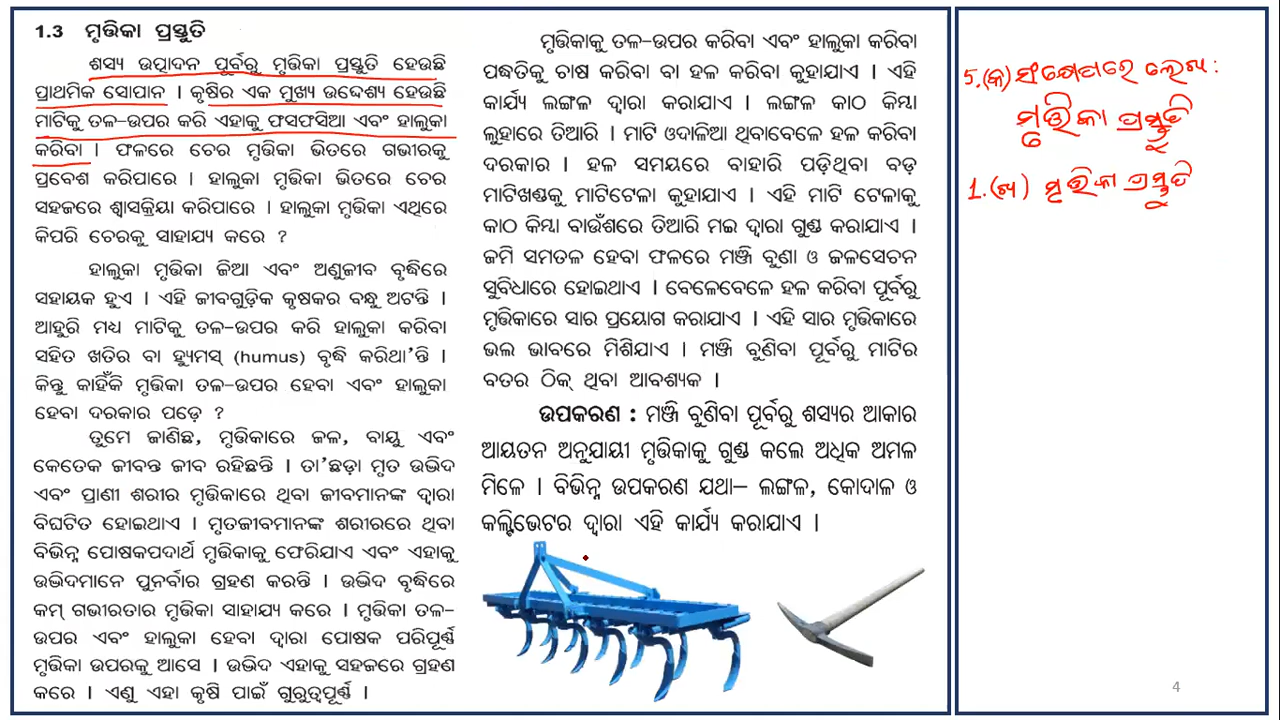 1.3 ମୃତ୍ତିକା ପ୍ରସ୍ତୁତି
ଶସ୍ୟ ଉତ୍ପାଦନ ପୂର୍ବରୁ ମୃତ୍ତିକା ପ୍ରସ୍ତୁତି ହେଉଛି
ପ୍ରାଥମିକ ସୋପାନ । କୃଷିର ଏକ ମୁଖ୍ୟ ଉଦ୍ଦେଶ୍ୟ ହେଉଛି
ମାଟିକୁ ତଳ-ଉପର କରି ଏହାକୁ ଫସଫସିଆ ଏବଂ ହାଲୁକା
କରିବା । ଫଳରେ ଚେର ମୃତ୍ତିକା ଭିତରେ ଗଭୀରକୁ
ପ୍ରବେଶ କରିପାରେ । ହାଲୁକା ମୃତ୍ତିକା ଭିତରେ ଚେର
ସହଜରେ ଶ୍ୱାସକ୍ରିୟା କରିପାରେ । ହାଲୁକା ମୃତ୍ତିକା ଏଥିରେ
କିପରି ଚେରକୁ ସାହାଯ୍ୟ କରେ ?
ହାଲୁକା ମୃତ୍ତିକା ଜିଆ ଏବଂ ଅଣୁଜୀବ ବୃଦ୍ଧିରେ
ସହାୟକ ହୁଏ । ଏହି ଜୀବଗୁଡ଼ିକ କୃଷକର ବନ୍ଧୁ ଅଟନ୍ତି ।
ଆହୁରି ମଧ୍ୟ ମାଟିକୁ ତଳ-ଉପର କରି ହାଲୁକା କରିବା
ସହିତ ଖତିର ବା ହ୍ୟୁମସ୍ (humus) ବୃଦ୍ଧି କରିଥା'ନ୍ତି ।
କିନ୍ତୁ କାହିଁକି ମୃତ୍ତିକା ତଳ-ଉପର ହେବା ଏବଂ ହାଲୁକା
ହେବା ଦରକାର ପଡ଼େ ?
ତୁମେ ଜାଣିଛ, ମୃତ୍ତିକାରେ ଜଳ, ବାୟୁ ଏବଂ
କେତେକ ଜୀବନ୍ତ ଜୀବ ରହିଛନ୍ତି । ତା'ଛଡ଼ା ମୃତ ଉଦ୍ଭିଦ
ଏବଂ ପ୍ରାଣୀ ଶରୀର ମୃତ୍ତିକାରେ ଥିବା ଜୀବମାନଙ୍କ ଦ୍ୱାରା
ବିଘଟିତ ହୋଇଥାଏ । ମୃତଜୀବମାନଙ୍କ ଶରୀରରେ ଥିବା
ବିଭିନ୍ନ ପୋଷକପଦାର୍ଥ ମୃତ୍ତିକାକୁ ଫେରିଯାଏ ଏବଂ ଏହାକୁ
ଉଦ୍ଭିଦମାନେ ପୁନର୍ବାର ଗ୍ରହଣ କରନ୍ତି । ଉଦ୍ଭିଦ ବୃଦ୍ଧିରେ
କମ୍ ଗଭୀରତାର ମୃତ୍ତିକା ସାହାଯ୍ୟ କରେ । ମୃତ୍ତିକା ତଳ-
ଉପର ଏବଂ ହାଲୁକା ହେବା ଦ୍ୱାରା ପୋଷକ ପରିପୂର୍ଣ୍ଣ
ମୃତ୍ତିକା ଉପରକୁ ଆସେ । ଉଦ୍ଭିଦ ଏହାକୁ ସହଜରେ ଗ୍ରହଣ
କରେ । ଏଣୁ ଏହା କୃଷି ପାଇଁ ଗୁରୁତ୍ୱପୂର୍ଣ୍ଣ ।
ମୃତ୍ତିକାକୁ ତଳ-ଉପର କରିବା ଏବଂ ହାଲୁକା କରିବା
ପଦ୍ଧତିକୁ ଚାଷ କରିବା ବା ହଳ କରିବା କୁହାଯାଏ । ଏହି
କାର୍ଯ୍ୟ ଲଙ୍ଗଳ ଦ୍ୱାରା କରାଯାଏ । ଲଙ୍ଗଳ କାଠ କିମ୍ବା
ଲୁହାରେ ତିଆରି । ମାଟି ଓଦାଳିଆ ଥିବାବେଳେ ହଳ କରିବା
ଦରକାର । ହଳ ସମୟରେ ବାହାରି ପଡ଼ିଥିବା ବଡ଼
ମାଟିଖଣ୍ଡକୁ ମାଟିଟେଳା କୁହାଯାଏ । ଏହି ମାଟି ଟେଳାକୁ
କାଠ କିମ୍ବା ବାଉଁଶରେ ତିଆରି ମଇ ଦ୍ୱାରା ଗୁଣ୍ଡ କରାଯାଏ ।
ଜମି ସମତଳ ହେବା ଫଳରେ ମଞ୍ଜି ବୁଣା ଓ ଜଳସେଚନ
ସୁବିଧାରେ ହୋଇଥାଏ । ବେଳେବେଳେ ହଳ କରିବା ପୂର୍ବରୁ
ମୃତ୍ତିକାରେ ସାର ପ୍ରୟୋଗ କରାଯାଏ । ଏହି ସାର ମୃତ୍ତିକାରେ
ଭଲ ଭାବରେ ମିଶିଯାଏ । ମଞ୍ଜି ବୁଣିବା ପୂର୍ବରୁ ମାଟିର
ବତର ଠିକ୍ ଥିବା ଆବଶ୍ୟକ ।
ଉପକରଣ : ମଞ୍ଜି ବୁଣିବା ପୂର୍ବରୁ ଶସ୍ୟର ଆକାର
ଆୟତନ ଅନୁଯାୟୀ ମୃତ୍ତିକାକୁ ଗୁଣ୍ଡ କଲେ ଅଧିକ ଅମଳ
ମିଳେ । ବିଭିନ୍ନ ଉପକରଣ ଯଥା– ଲଙ୍ଗଳ, କୋଦାଳ ଓ
କଲ୍ଟିଭେଟର ଦ୍ୱାରା ଏହି କାର୍ଯ୍ୟ କରାଯାଏ ।
5.(କ) ସଂକ୍ଷେପରେ ଲେଖ :
ମୃତ୍ତିକା ପ୍ରସ୍ତୁତି
1.(ଖ) ମୃତ୍ତିକା ପ୍ରସ୍ତୁତି
4